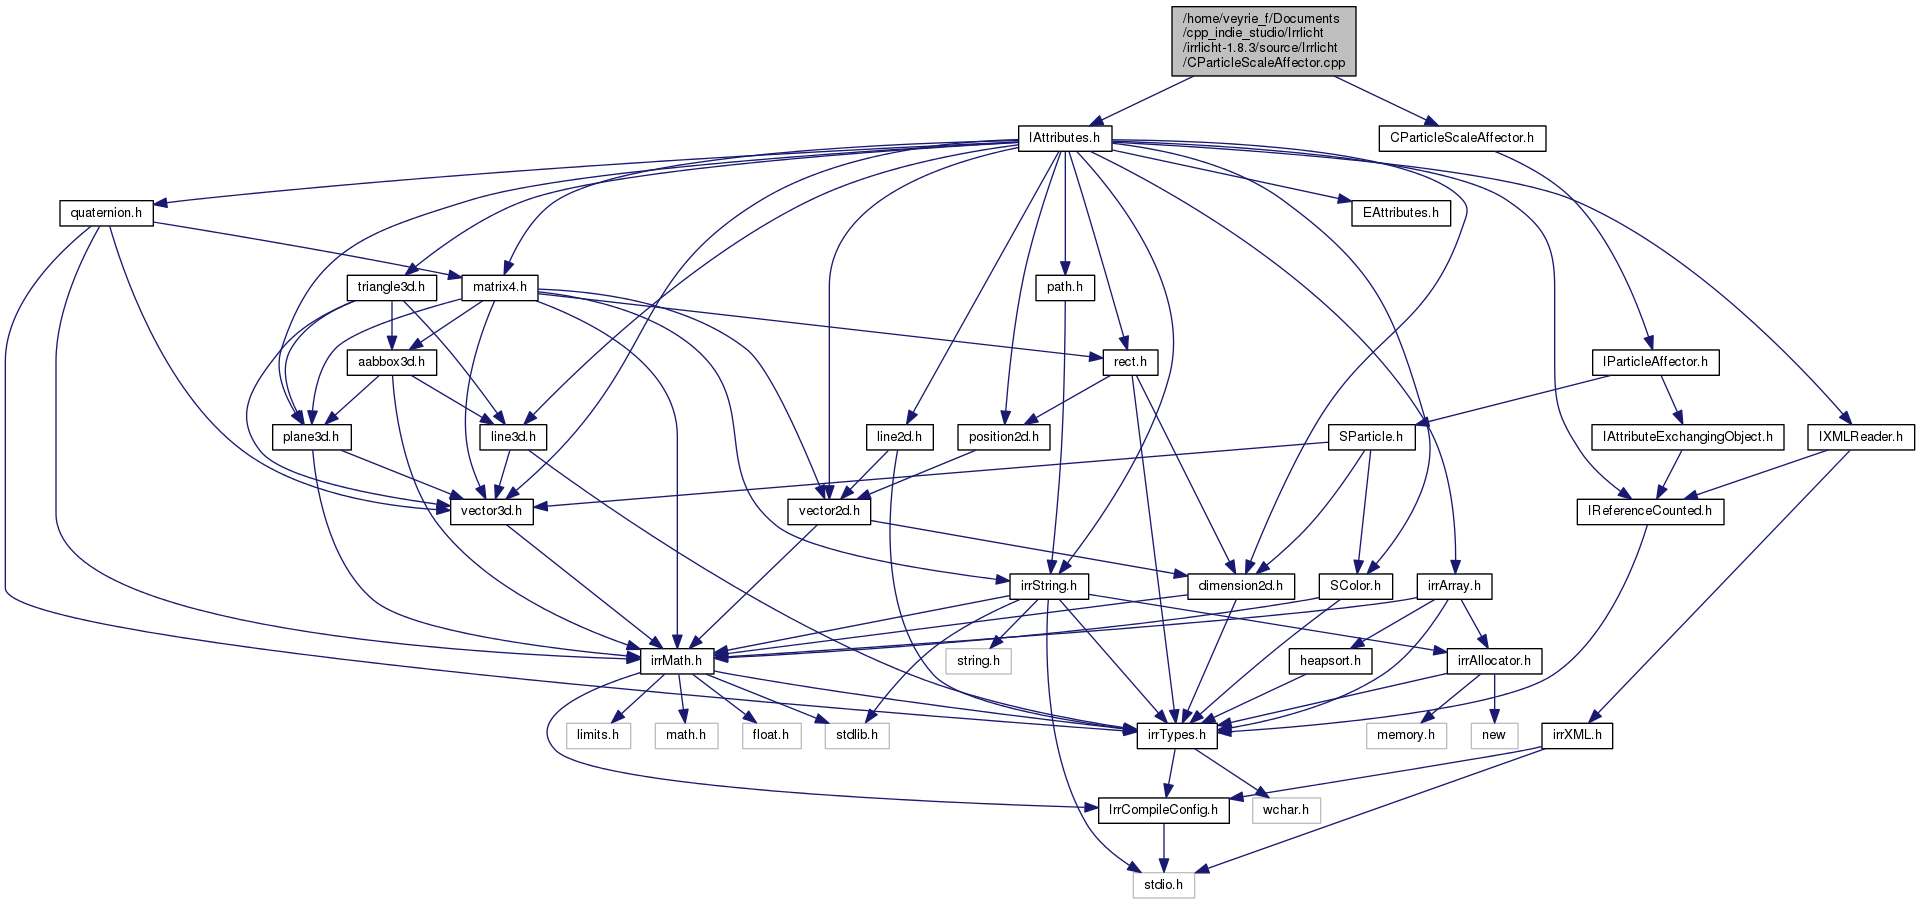 /home/veyrie_f/Documents
/cpp_indie_studio/Irrlicht
/irrlicht-1.8.3/source/Irrlicht
/CParticleScaleAffector.cpp
IAttributes.h
CParticleScaleAffector.h
quaternion.h
EAttributes.h
triangle3d.h
matrix4.h
path.h
aabbox3d.h
rect.h
IParticleAffector.h
plane3d.h
line3d.h
line2d.h
position2d.h
SParticle.h
IAttributeExchangingObject.h
IXMLReader.h
vector3d.h
vector2d.h
IReferenceCounted.h
irrString.h
dimension2d.h
SColor.h
irrArray.h
irrMath.h
string.h
heapsort.h
irrAllocator.h
limits.h
math.h
float.h
stdlib.h
irrTypes.h
memory.h
new
irrXML.h
IrrCompileConfig.h
wchar.h
stdio.h